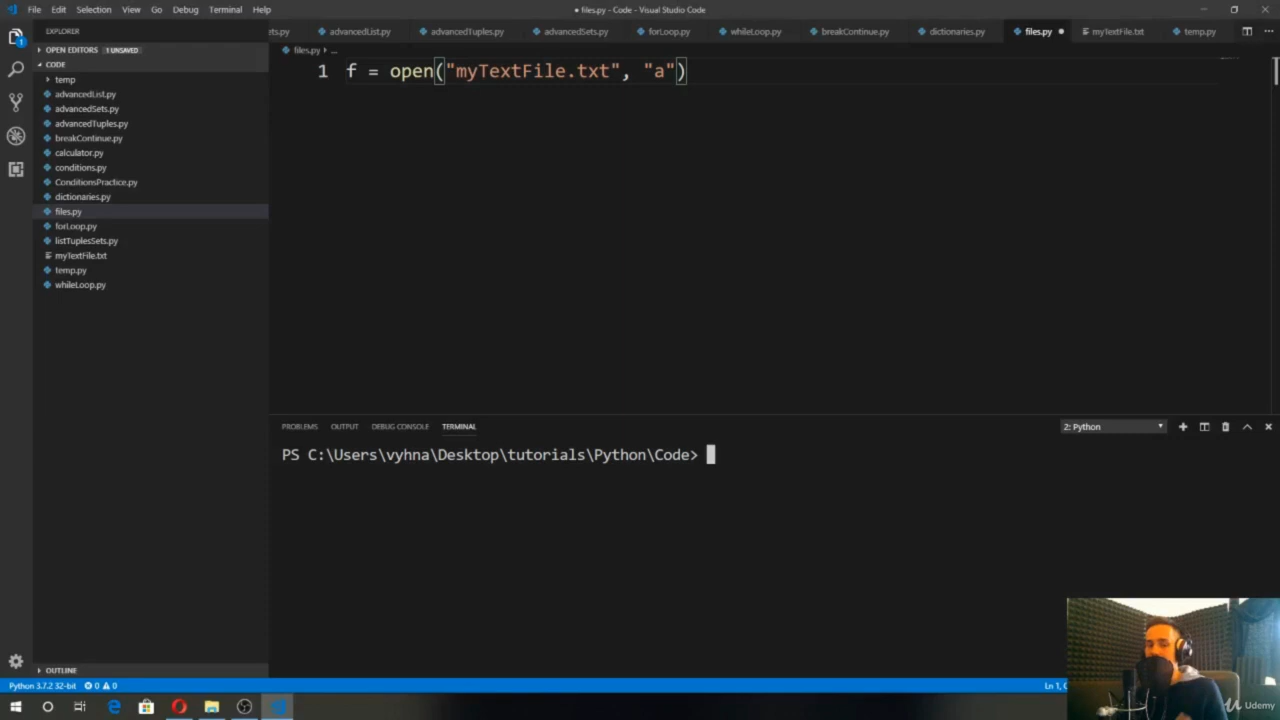 File Edit Selection View Go Debug Terminal Help
● files.py - Code - Visual Studio Code
EXPLORER
ets.py advancedList.py advancedTuples.py advancedSets.py forLoop.py whileLoop.py breakContinue.py dictionaries.py files.py ● myTextFile.txt temp.py
OPEN EDITORS 1 UNSAVED
files.py › ...
CODE
1 f = open("myTextFile.txt", "a")
temp
advancedList.py
advancedSets.py
advancedTuples.py
breakContinue.py
calculator.py
conditions.py
ConditionsPractice.py
dictionaries.py
files.py
forLoop.py
listTuplesSets.py
myTextFile.txt
temp.py
whileLoop.py
PROBLEMS OUTPUT DEBUG CONSOLE TERMINAL
2: Python
PS C:\Users\vyhna\Desktop\tutorials\Python\Code>
OUTLINE
Python 3.7.2 32-bit 0 0
Ln 1,
1
Udemy